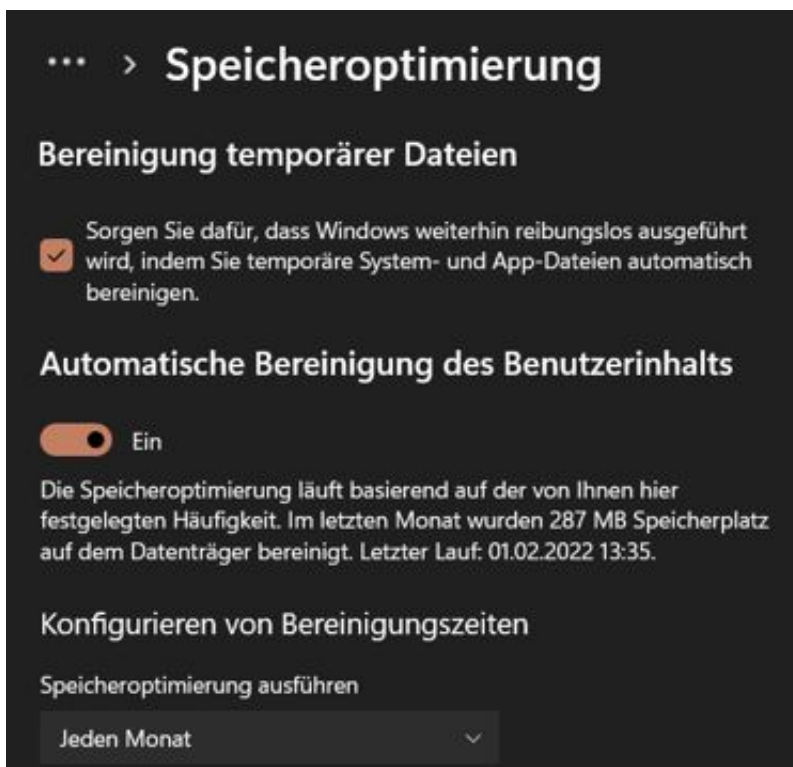 ... > Speicheroptimierung
Bereinigung temporärer Dateien
Sorgen Sie dafür, dass Windows weiterhin reibungslos ausgeführt
wird, indem Sie temporäre System- und App-Dateien automatisch
bereinigen.
Automatische Bereinigung des Benutzerinhalts
Ein
Die Speicheroptimierung läuft basierend auf der von Ihnen hier
festgelegten Häufigkeit. Im letzten Monat wurden 287 MB Speicherplatz
auf dem Datenträger bereinigt. Letzter Lauf: 01.02.2022 13:35.
Konfigurieren von Bereinigungszeiten
Speicheroptimierung ausführen
Jeden Monat